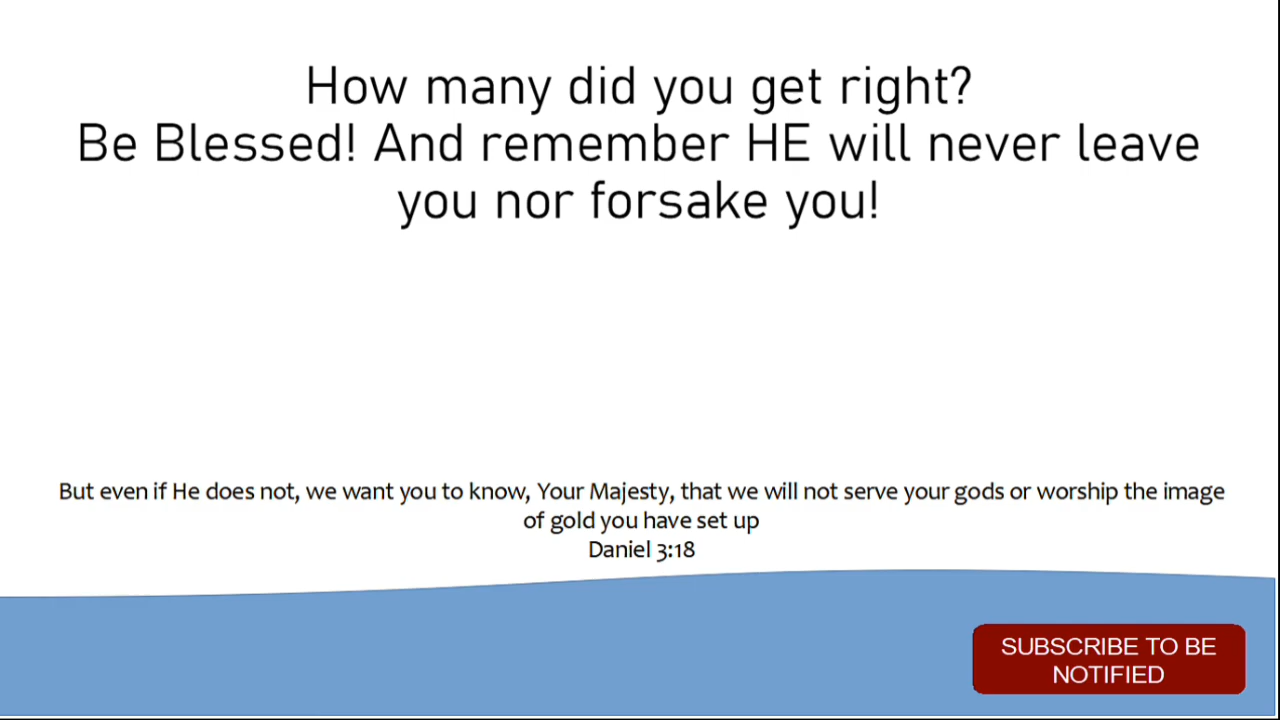 How many did you get right?
Be Blessed! And remember HE will never leave
you nor forsake you!
But even if He does not, we want you to know, Your Majesty, that we will not serve your gods or worship the image
of gold you have set up
Daniel 3:18
SUBSCRIBE TO BE
NOTIFIED